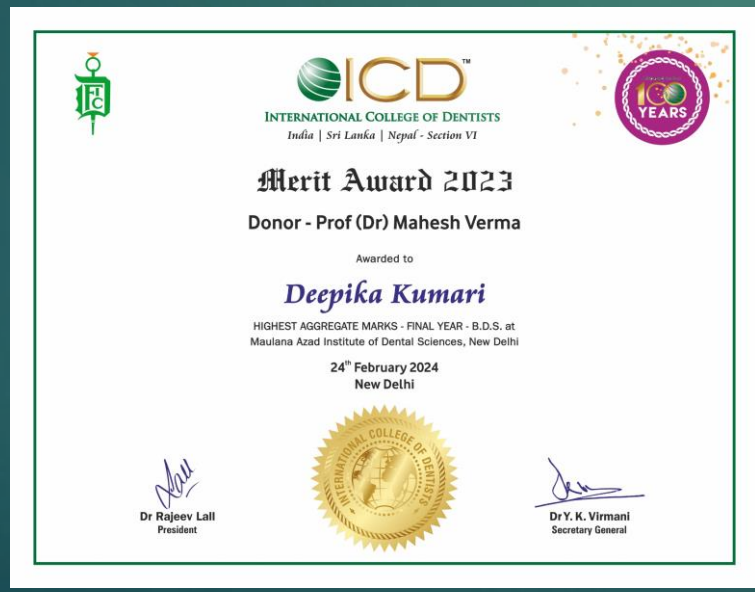 FTC
ICD™
INTERNATIONAL COLLEGE OF DENTISTS
India | Sri Lanka | Nepal - Section VI
100
YEARS
Merit Award 2023
Donor - Prof (Dr) Mahesh Verma
Awarded to
Deepika Kumari
HIGHEST AGGREGATE MARKS - FINAL YEAR - B.D.S. at
Maulana Azad Institute of Dental Sciences, New Delhi
24th February 2024
New Delhi
INTERNATIONAL COLLEGE OF DENTISTS
Dr Rajeev Lall
President
Dr Y. K. Virmani
Secretary General